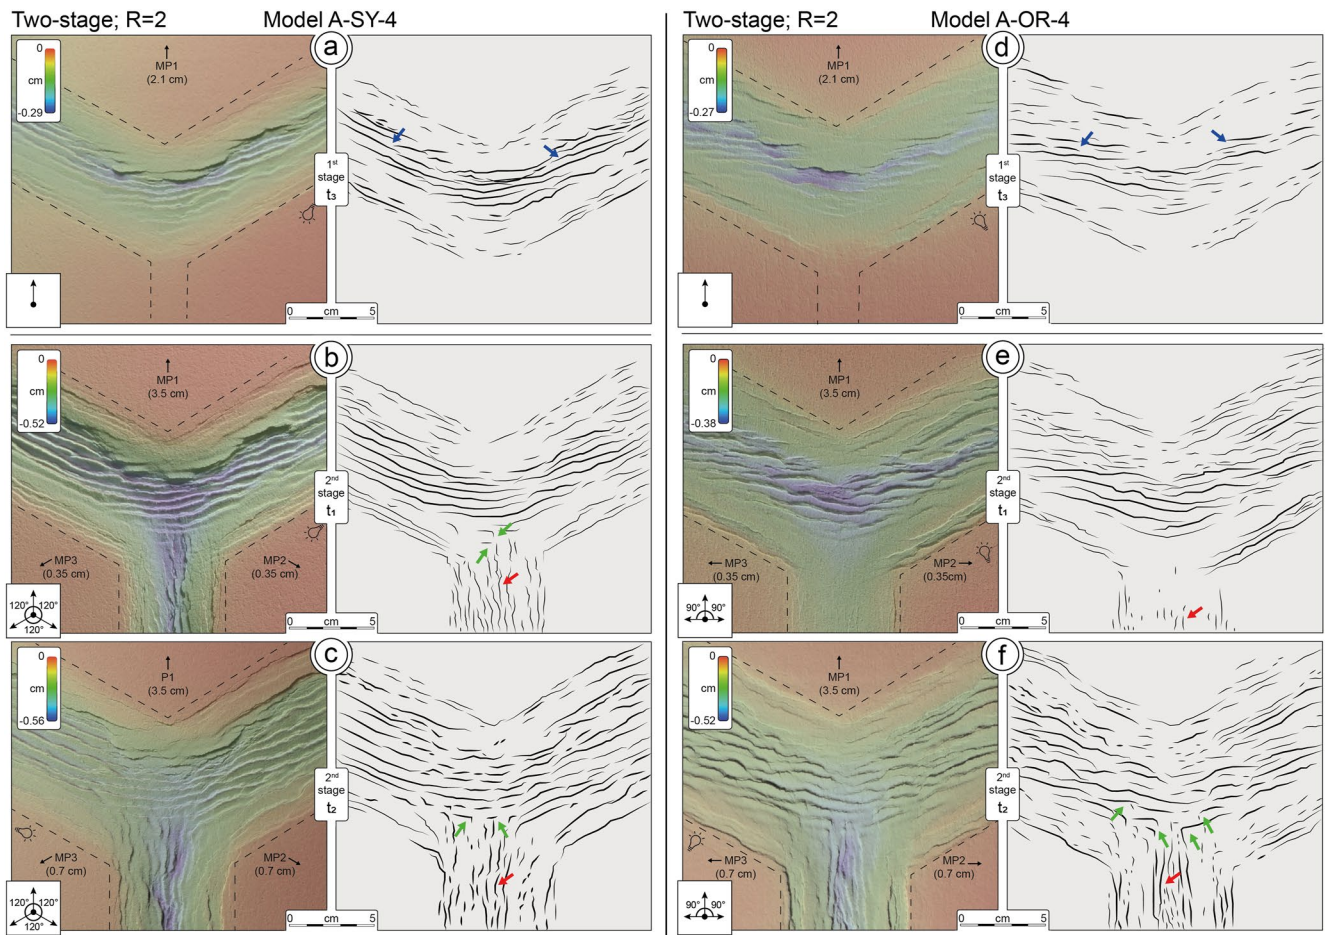 Two-stage; R=2 Model A-SY-4
a
0
cm
-0.29
MP1
(2.1 cm)
1st
stage
t3
0 cm 5
b
0
cm
-0.52
MP1
(3.5 cm)
2nd
stage
t1
MP3
(0.35 cm)
MP2
(0.35 cm)
120° 120°
120°
0 cm 5
c
0
cm
-0.56
P1
(3.5 cm)
2nd
stage
t2
MP3
(0.7 cm)
MP2
(0.7 cm)
120° 120°
120°
0 cm 5
Two-stage; R=2 Model A-OR-4
d
0
cm
-0.27
MP1
(2.1 cm)
1st
stage
t3
0 cm 5
e
0
cm
-0.38
MP1
(3.5 cm)
2nd
stage
t1
MP3
(0.35 cm)
MP2
(0.35cm)
90° 90°
0 cm 5
f
0
cm
-0.52
MP1
(3.5 cm)
2nd
stage
t2
MP3
(0.7 cm)
MP2
(0.7 cm)
90° 90°
0 cm 5